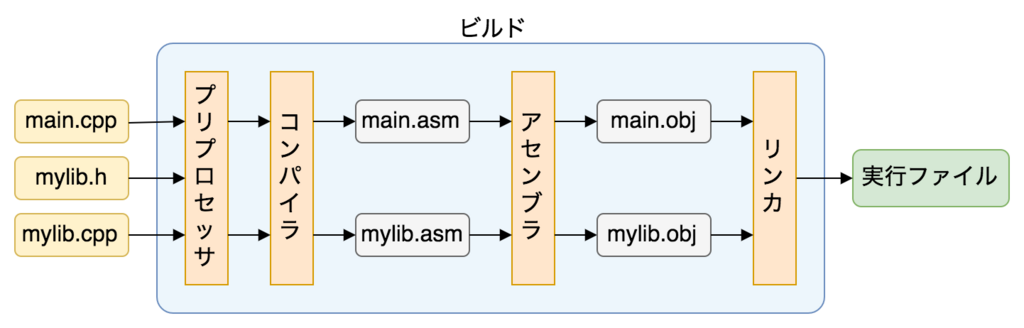 ビルド
main.cpp
mylib.h
mylib.cpp
プリプロセッサ
コンパイラ
main.asm
mylib.asm
アセンブラ
main.obj
mylib.obj
リンカ
実行ファイル